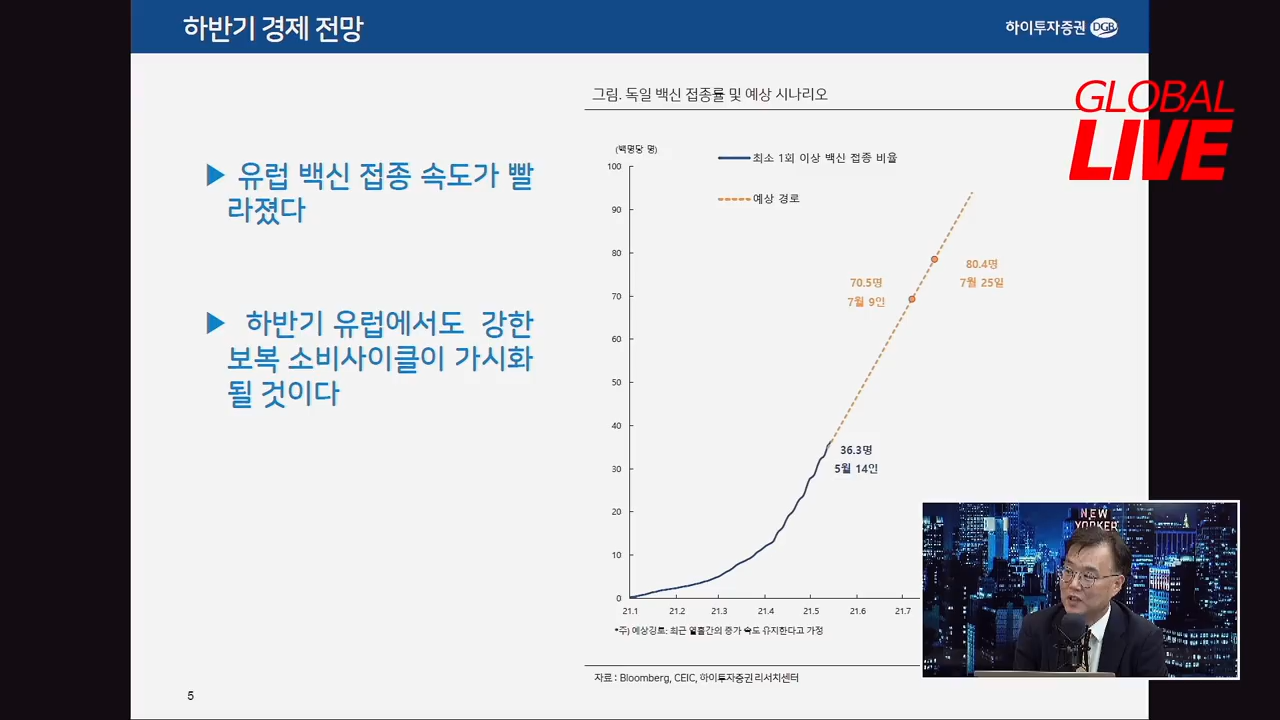 하반기 경제 전망
하이투자증권 DGB
GLOBAL
LIVE
▶ 유럽 백신 접종 속도가 빨
라졌다
▶ 하반기 유럽에서도 강한
보복 소비사이클이 가시화
될 것이다
그림. 독일 백신 접종률 및 예상 시나리오
(백명당 명)
최소 1회 이상 백신 접종 비율
예상 경로
100
90
80
70
60
50
40
30
20
10
0
80.4명
7월 25일
70.5명
7월 9일
36.3명
5월 14일
21.1 21.2 21.3 21.4 21.5 21.6 21.7
*주) 예상경로: 최근 열흘간의 증가 속도 유지한다고 가정
자료 : Bloomberg, CEIC, 하이투자증권 리서치센터
NEW
YORKER
5